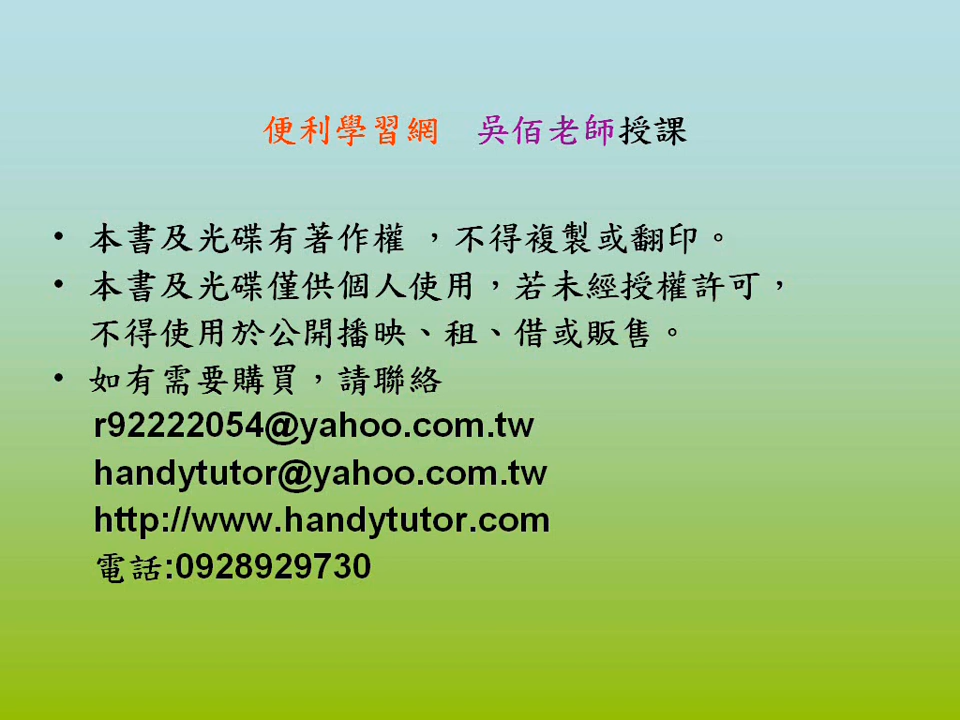 便利學習網 吳佰老師授課
• 本書及光碟有著作權 ，不得複製或翻印。
• 本書及光碟僅供個人使用，若未經授權許可，
不得使用於公開播映、租、借或販售。
• 如有需要購買，請聯絡
r92222054@yahoo.com.tw
handytutor@yahoo.com.tw
http://www.handytutor.com
電話:0928929730